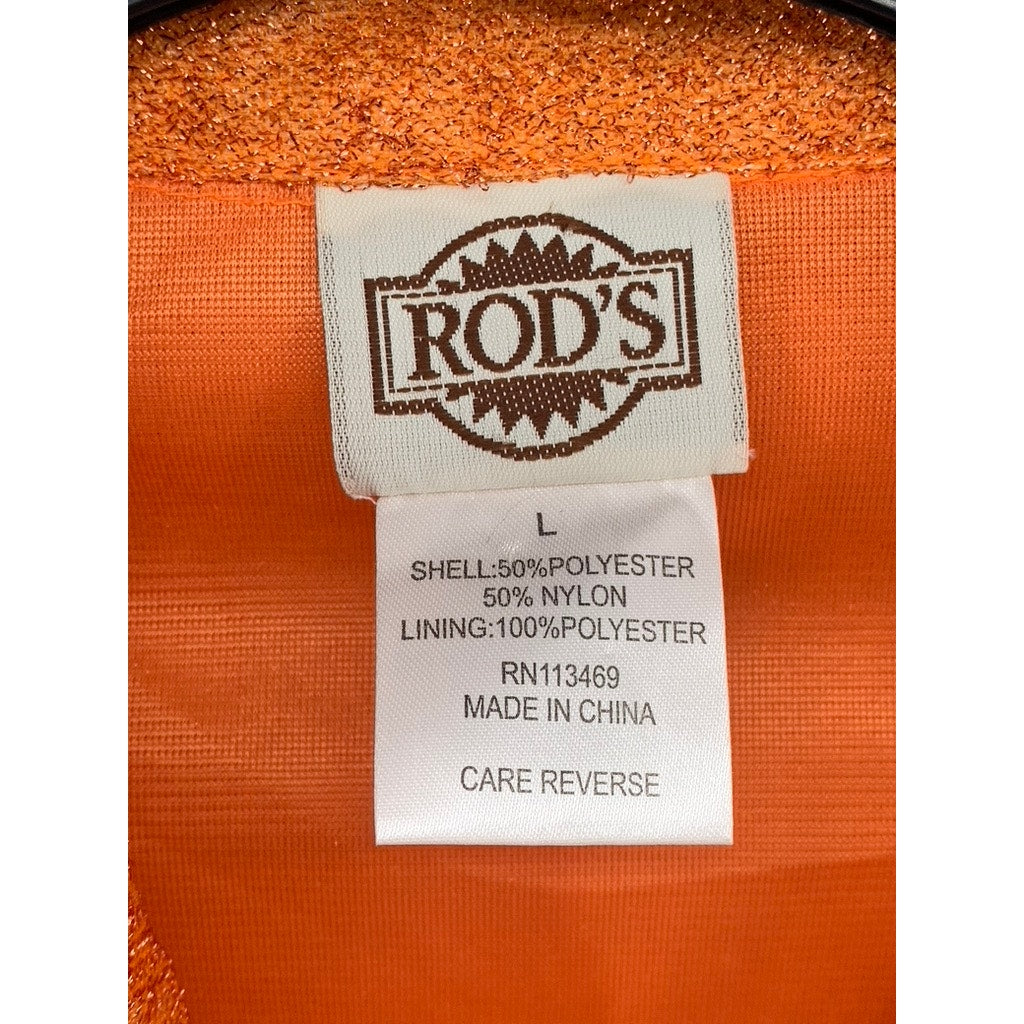 ROD'S
L
SHELL:50%POLYESTER
50% NYLON
LINING:100%POLYESTER
RN113469
MADE IN CHINA
CARE REVERSE